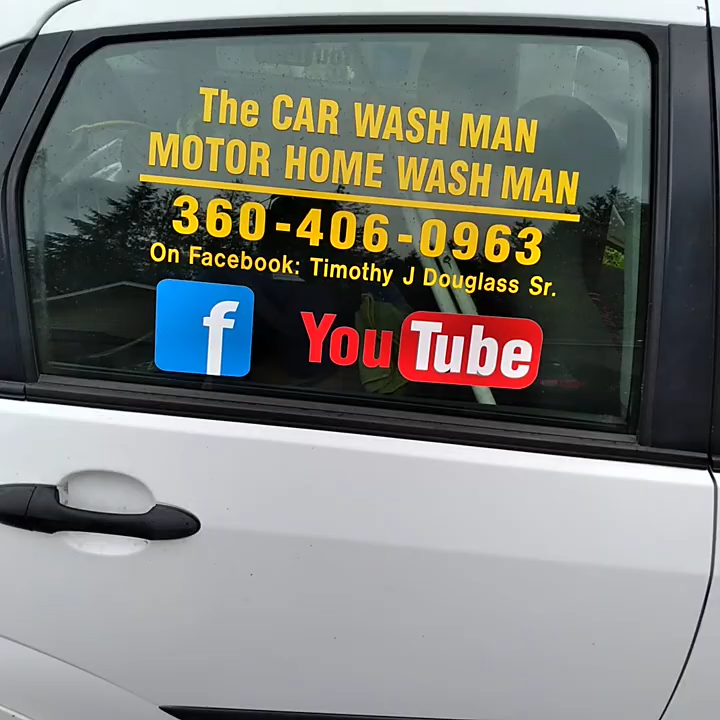 The CAR WASH MAN
MOTOR HOME WASH MAN
360-406-0963
On Facebook: Timothy J Douglass Sr.
f
YouTube